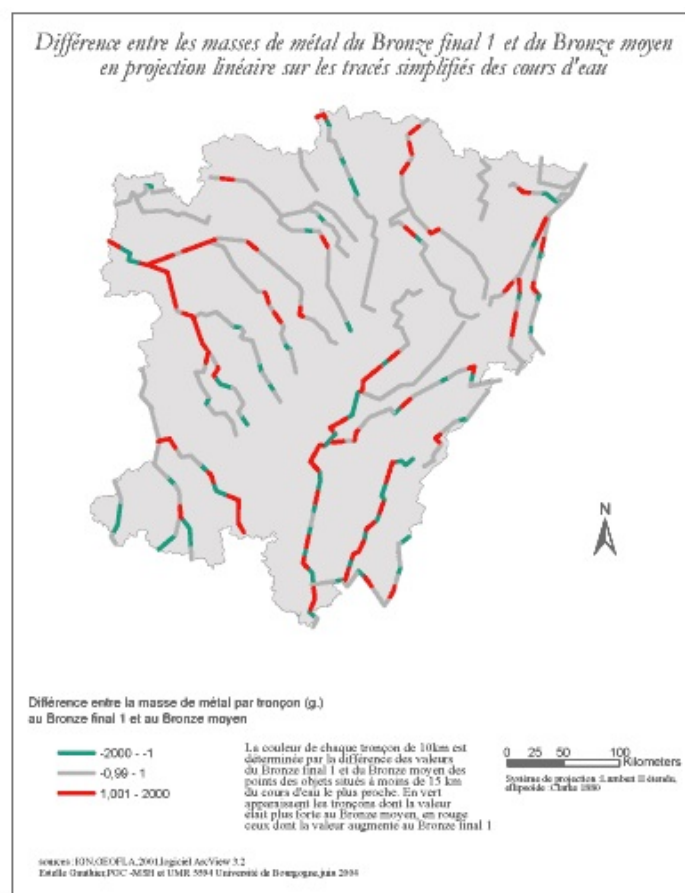 Différence entre les masses de métal du Bronze final 1 et du Bronze moyen
en projection linéaire sur les tracés simplifiés des cours d'eau
N
Différence entre la masse de métal par tronçon (g.)
au Bronze final 1 et au Bronze moyen
-2000 - -1
-0,99 - 1
1,001 - 2000
La couleur de chaque tronçon de 10km est
déterminée par la différence des valeurs
du Bronze final 1 et du Bronze moyen des
points des objets situés à moins de 15 km
du cours d'eau le plus proche. En vert
apparaissent les tronçons dont la valeur
était plus forte au Bronze moyen, en rouge
ceux dont la valeur augmente au Bronze final 1
0 25 50 100
Kilometers
Système de projection : Lambert II étendu,
ellipsoïde : Clarke 1880
sources : IGN,GEOFLA,2001,logiciel ArcView 3.2
Estelle Gauthier,PGC -MSH et UMR 5594 Université de Bourgogne,juin 2004